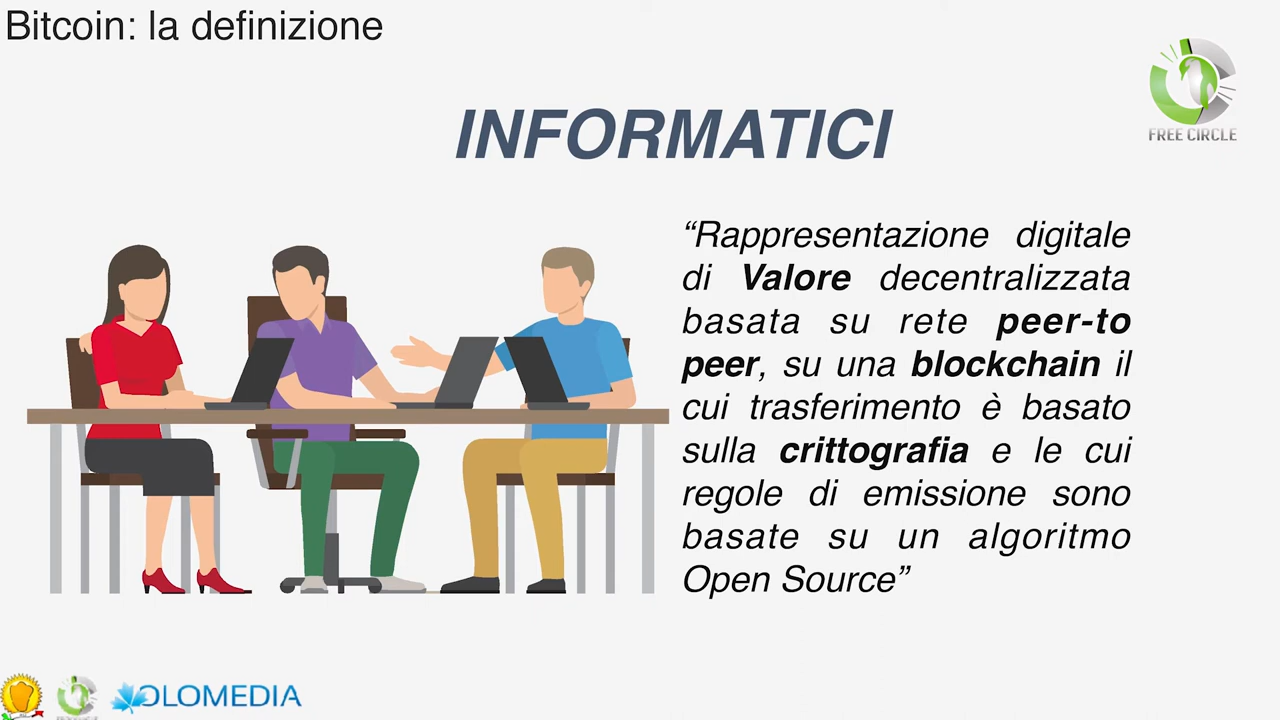 Bitcoin: la definizione
FREE CIRCLE
INFORMATICI
“Rappresentazione digitale
di Valore decentralizzata
basata su rete peer-to
peer, su una blockchain il
cui trasferimento è basato
sulla crittografia e le cui
regole di emissione sono
basate su un algoritmo
Open Source”
OLOMEDIA